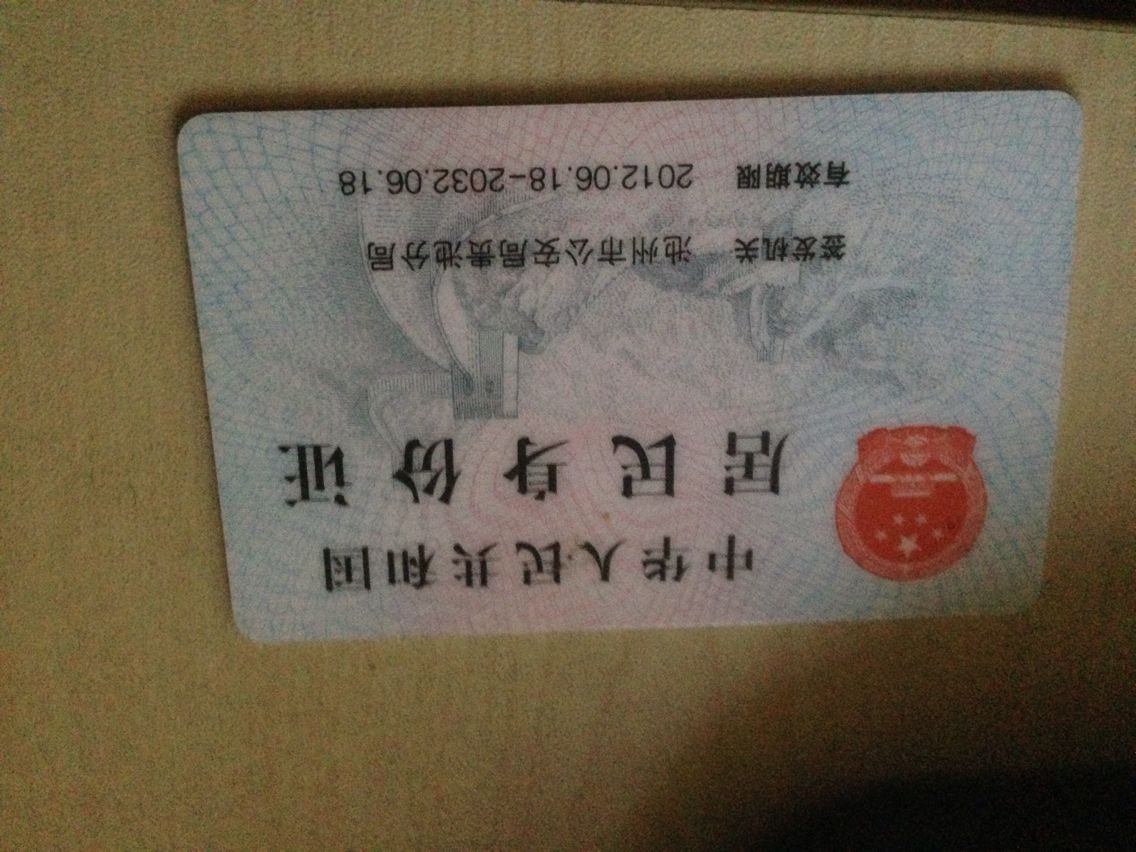 中华人民共和国
居民身份证
签发机关 池州市公安局贵池分局
有效期限 2012.06.18-2032.06.18